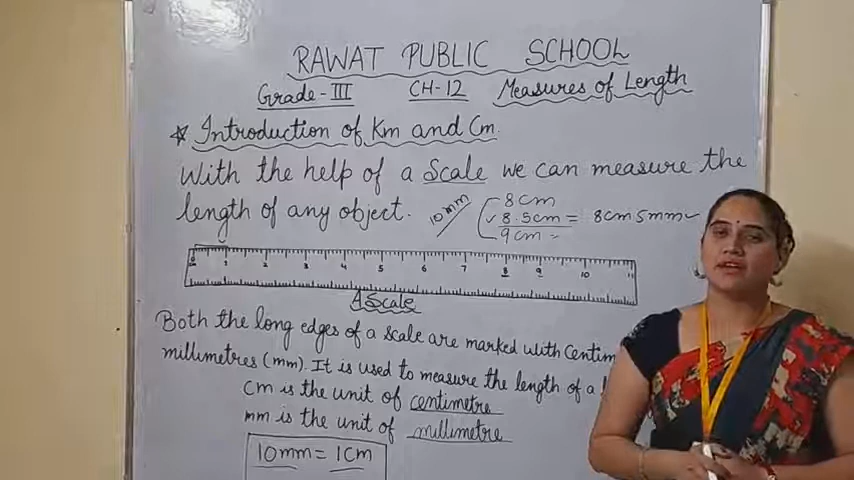 RAWAT PUBLIC SCHOOL
Grade-III CH-12 Measures of Length
☆ Introduction of Km and Cm.
With the help of a Scale we can measure the
length of any object.
10mm
8cm
✓ 8.5cm = 8cm5mm
9cm =
0 1 2 3 4 5 6 7 8 9 10 11
cm
A Scale
Both the long edges of a scale are marked with Centim
millimetres (mm). It is used to measure the length of a
Cm is the unit of centimetre
mm is the unit of millimetre
10mm = 1cm